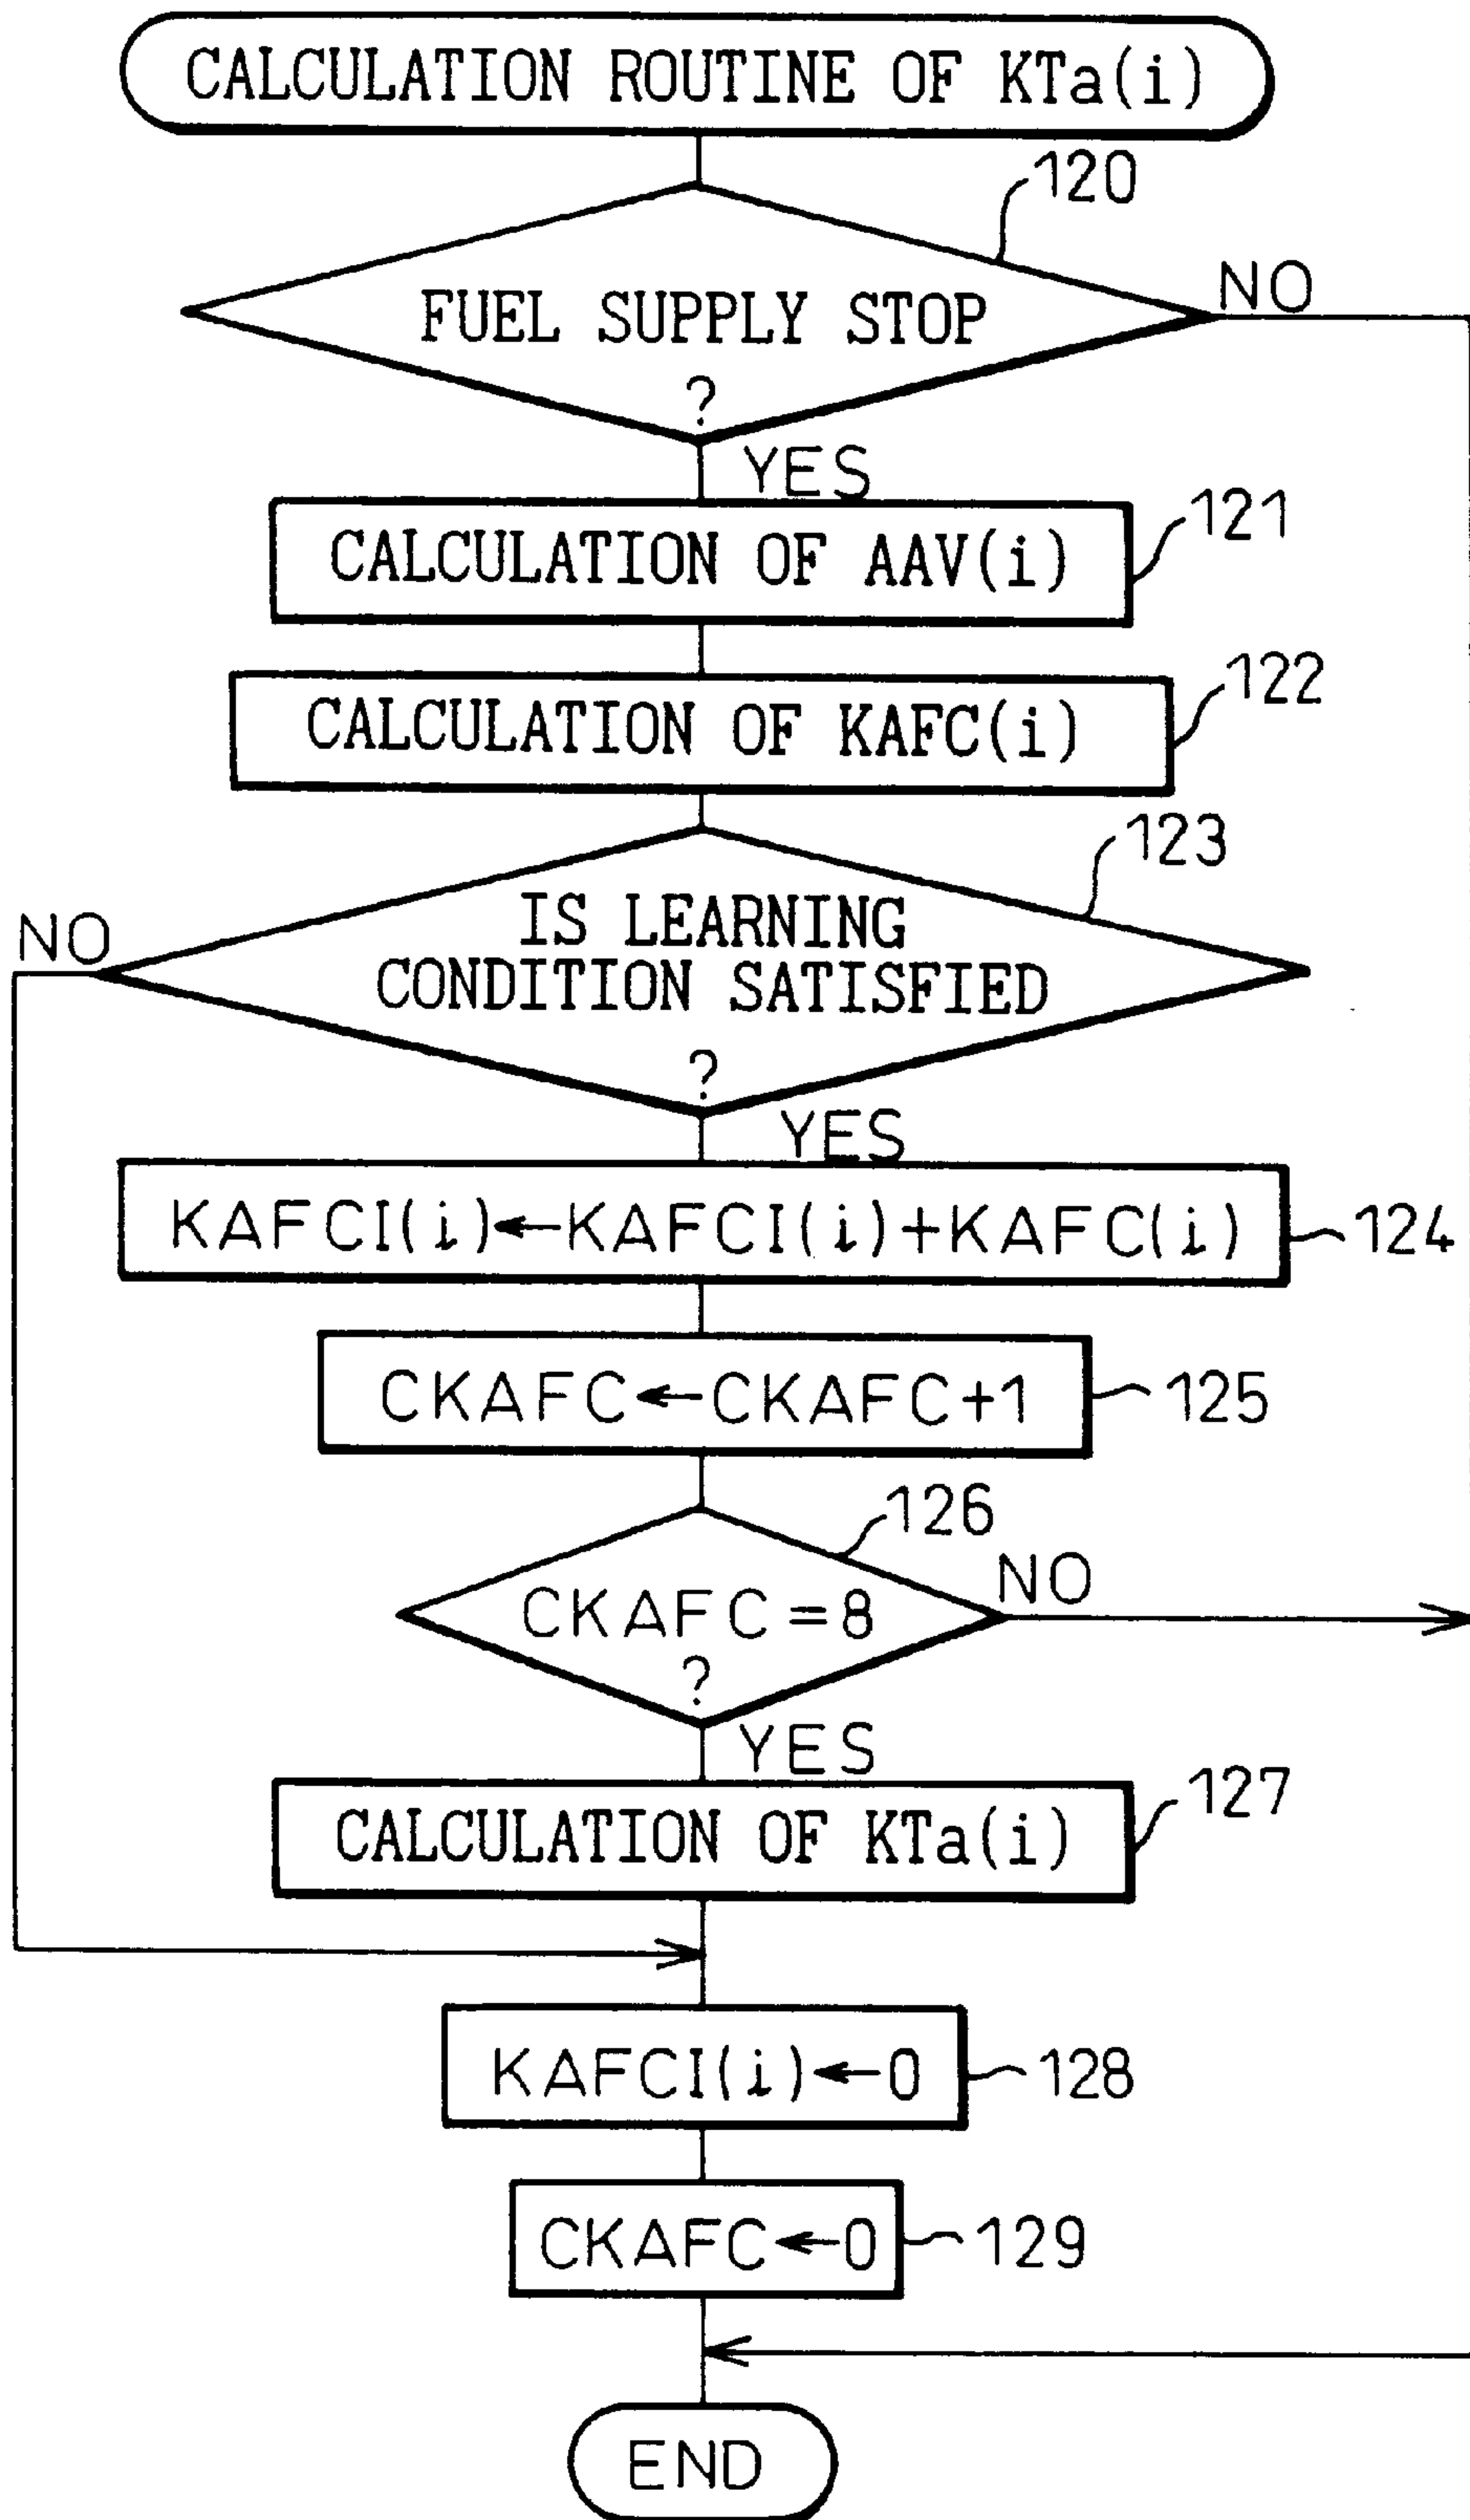 CALCULATION ROUTINE OF KTa(i)
120
FUEL SUPPLY STOP
?
NO
YES
CALCULATION OF AAV(i)
121
CALCULATION OF KAFC(i)
122
123
IS LEARNING
CONDITION SATISFIED
?
NO
YES
KAFCI(i)←KAFCI(i)+KAFC(i)
124
CKAFC←CKAFC+1
125
126
CKAFC=8
?
NO
YES
CALCULATION OF KTa(i)
127
KAFCI(i)←0
128
CKAFC←0
129
END